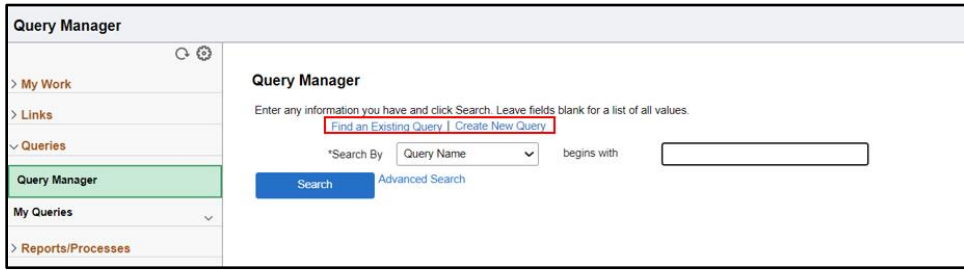 Query Manager
> My Work
> Links
Queries
Query Manager
My Queries
> Reports/Processes
Query Manager
Enter any information you have and click Search. Leave fields blank for a list of all values.
Find an Existing Query | Create New Query
*Search By Query Name begins with
Search Advanced Search